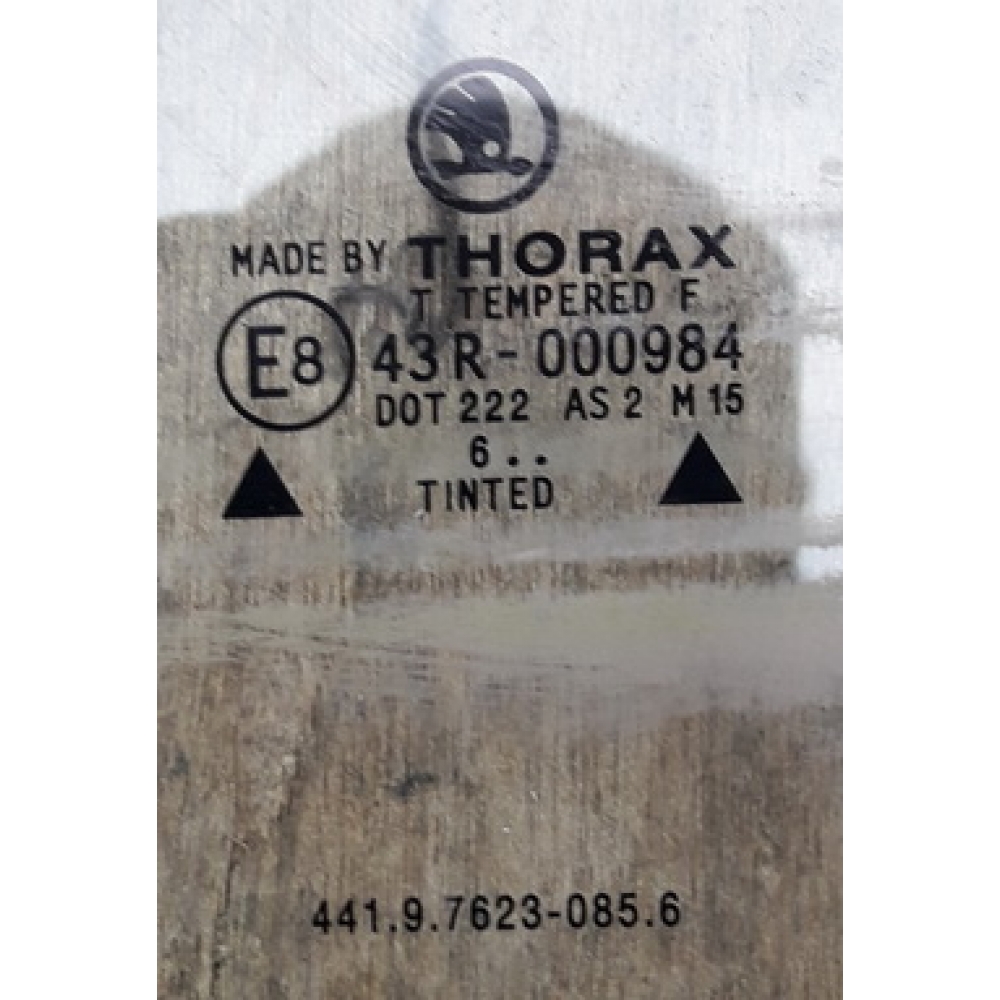 MADE BY THORAX
T TEMPERED F
E8 43R-000984
DOT 222 AS 2 M 15
6 . .
TINTED
441.9.7623-085.6